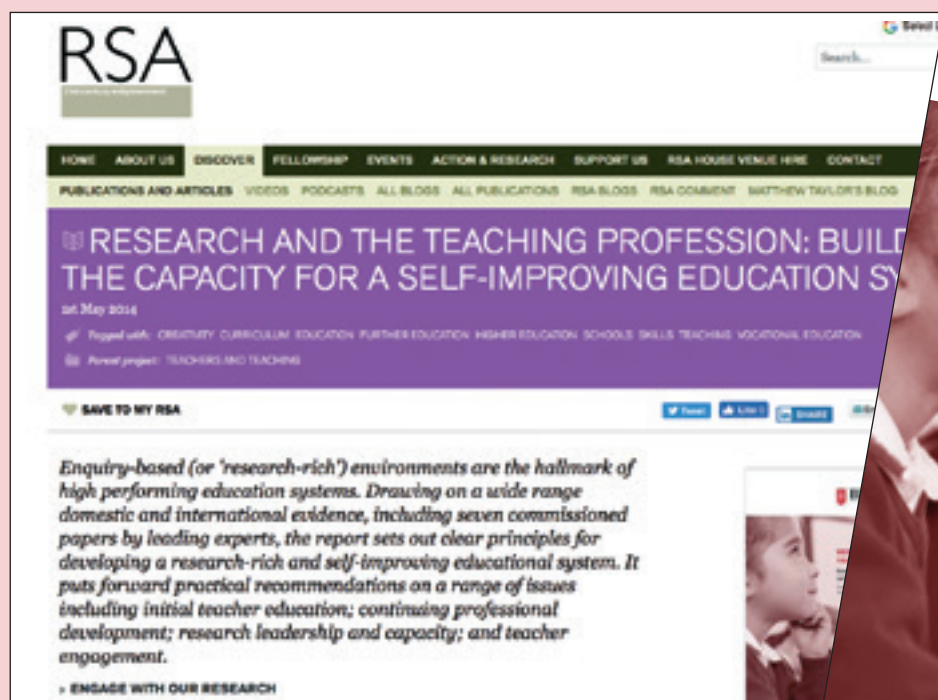 RSA
Search...
HOME ABOUT US DISCOVER FELLOWSHIP EVENTS ACTION & RESEARCH SUPPORT US RSA HOUSE VENUE HIRE CONTACT
PUBLICATIONS AND ARTICLES VIDEOS PODCASTS ALL BLOGS ALL PUBLICATIONS RSA BLOGS RSA COMMENT MATTHEW TAYLOR'S BLOG
RESEARCH AND THE TEACHING PROFESSION: BUILD
THE CAPACITY FOR A SELF-IMPROVING EDUCATION SY
1st May 2014
Tagged with: CREATIVITY CURRICULUM EDUCATION FURTHER EDUCATION HIGHER EDUCATION SCHOOLS SKILLS TEACHING VOCATIONAL EDUCATION
Parent project: TEACHERS AND TEACHING
SAVE TO MY RSA
Tweet Like SHARE
Enquiry-based (or 'research-rich') environments are the hallmark of
high performing education systems. Drawing on a wide range
domestic and international evidence, including seven commissioned
papers by leading experts, the report sets out clear principles for
developing a research-rich and self-improving educational system. It
puts forward practical recommendations on a range of issues
including initial teacher education; continuing professional
development; research leadership and capacity; and teacher
engagement.
› ENGAGE WITH OUR RESEARCH